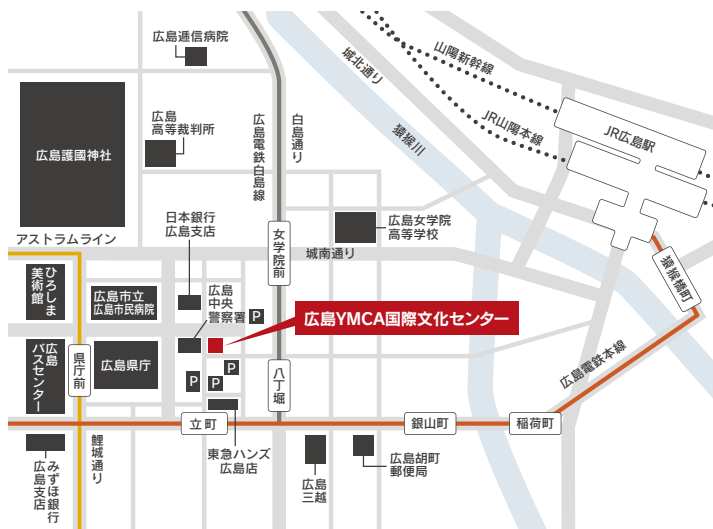 広島逓信病院
城北通り
山陽新幹線
JR山陽本線
JR広島駅
広島
高等裁判所
広島電鉄白島線
白島通り
猿猴川
広島護國神社
日本銀行
広島支店
女学院前
広島女学院
高等学校
アストラムライン
城南通り
猿猴橋町
ひろしま
美術館
広島市立
広島市民病院
広島
中央
警察署
P
広島YMCA国際文化センター
広島
バスセンター
県庁前
広島県庁
P
P
P
八丁堀
広島電鉄本線
立町
銀山町
稲荷町
鯉城通り
みずほ銀行
広島支店
東急ハンズ
広島店
広島
三越
広島胡町
郵便局